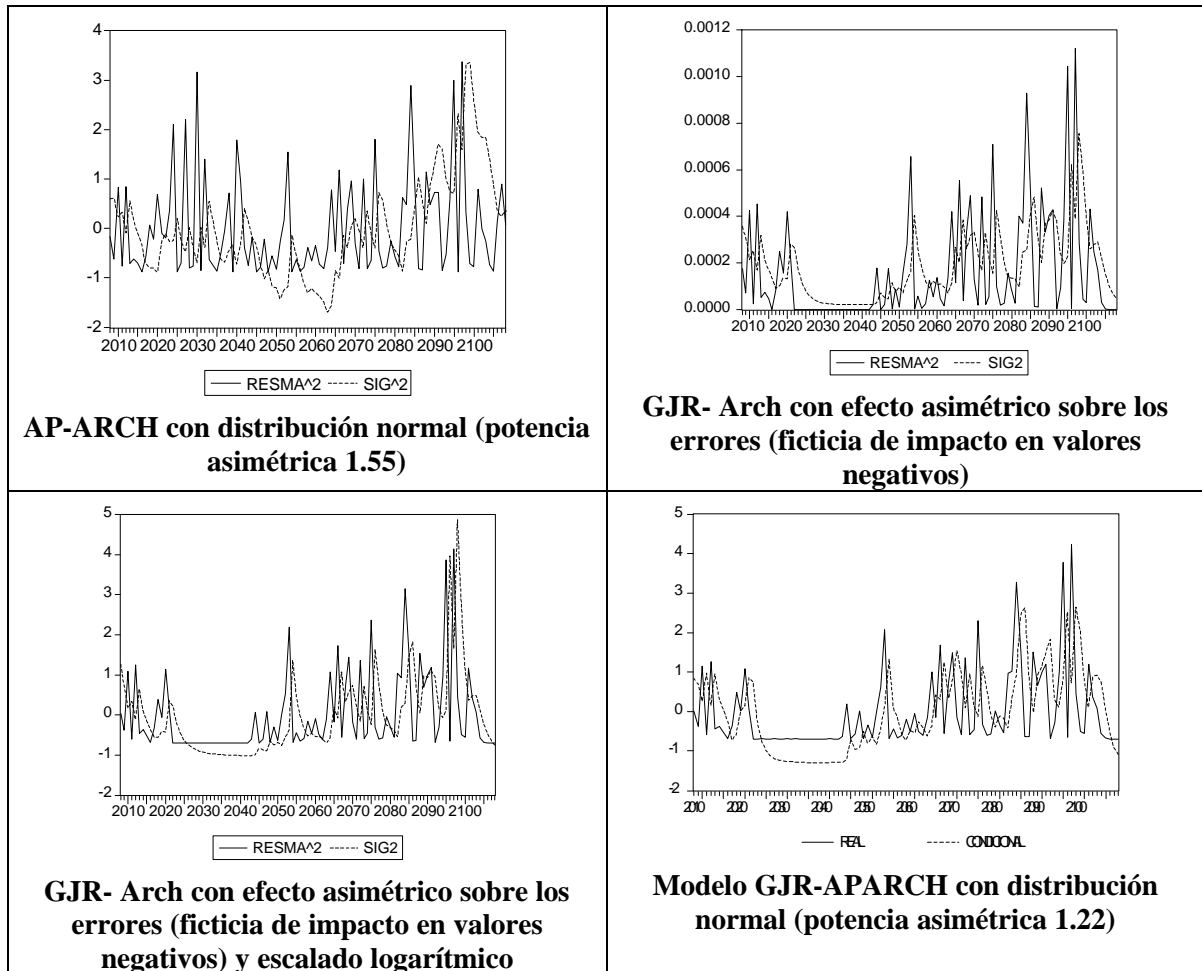 4
3
2
1
0
-1
-2
2010 2020 2030 2040 2050 2060 2070 2080 2090 2100
RESMA^2 SIG^2
AP-ARCH con distribución normal (potencia
asimétrica 1.55)
0.0012
0.0010
0.0008
0.0006
0.0004
0.0002
0.0000
2010 2020 2030 2040 2050 2060 2070 2080 2090 2100
RESMA^2 SIG2
GJR- Arch con efecto asimétrico sobre los
errores (ficticia de impacto en valores
negativos)
5
4
3
2
1
0
-1
-2
2010 2020 2030 2040 2050 2060 2070 2080 2090 2100
RESMA^2 SIG2
GJR- Arch con efecto asimétrico sobre los
errores (ficticia de impacto en valores
negativos) y escalado logarítmico
5
4
3
2
1
0
-1
-2
REAL CONDICIONAL
Modelo GJR-APARCH con distribución
normal (potencia asimétrica 1.22)